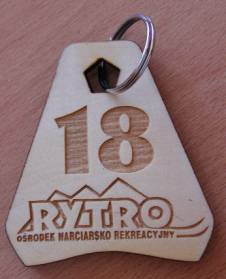 18
RYTRO
OŚRODEK NARCIARSKO REKREACYJNY